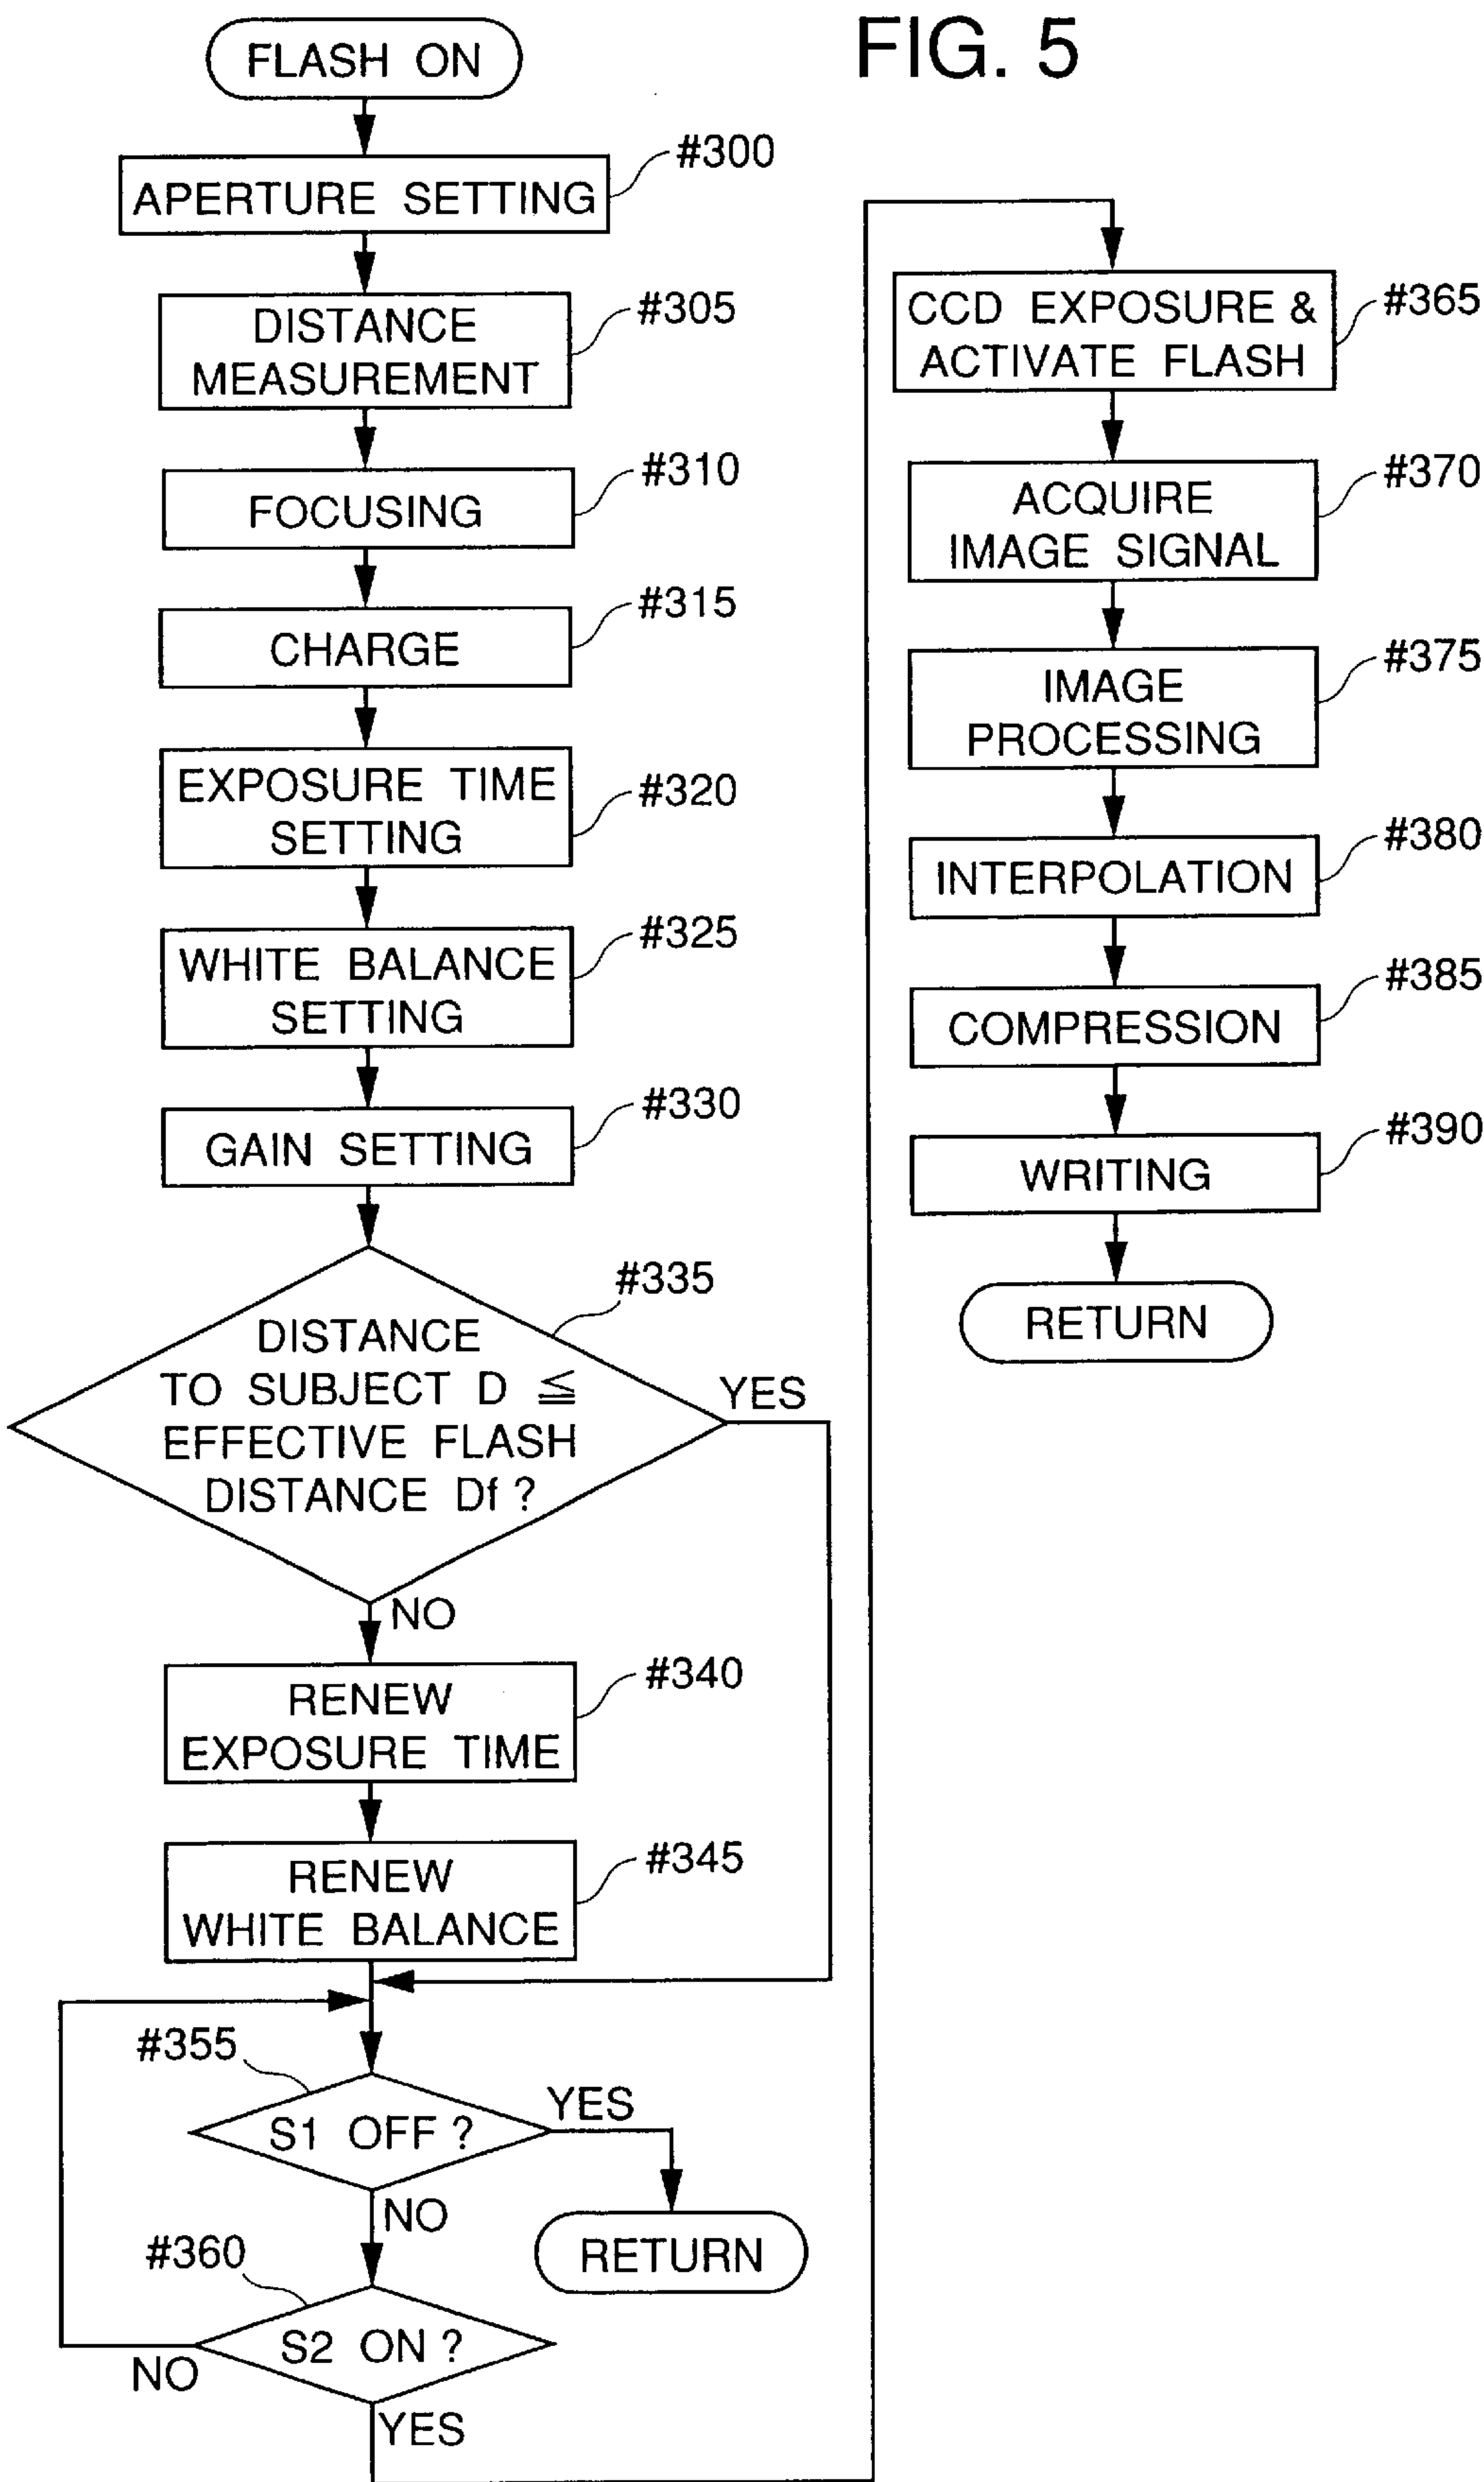 FIG. 5
FLASH ON
#300
APERTURE SETTING
#305
DISTANCE
MEASUREMENT
#310
FOCUSING
#315
CHARGE
#320
EXPOSURE TIME
SETTING
#325
WHITE BALANCE
SETTING
#330
GAIN SETTING
#335
DISTANCE
TO SUBJECT D ≦
EFFECTIVE FLASH
DISTANCE Df ?
YES
NO
#340
RENEW
EXPOSURE TIME
#345
RENEW
WHITE BALANCE
#355
S1 OFF ?
YES
NO
RETURN
#360
S2 ON ?
NO
YES
#365
CCD EXPOSURE &
ACTIVATE FLASH
#370
ACQUIRE
IMAGE SIGNAL
#375
IMAGE
PROCESSING
#380
INTERPOLATION
#385
COMPRESSION
#390
WRITING
RETURN